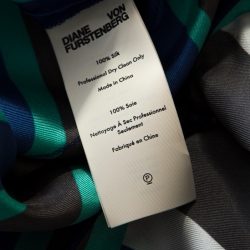 DIANE VON
FURSTENBERG
100% Silk
Professional Dry Clean Only
Made in China
100% Soie
Nettoyage À Sec Professionnel
Seulement
Fabriqué en Chine
P